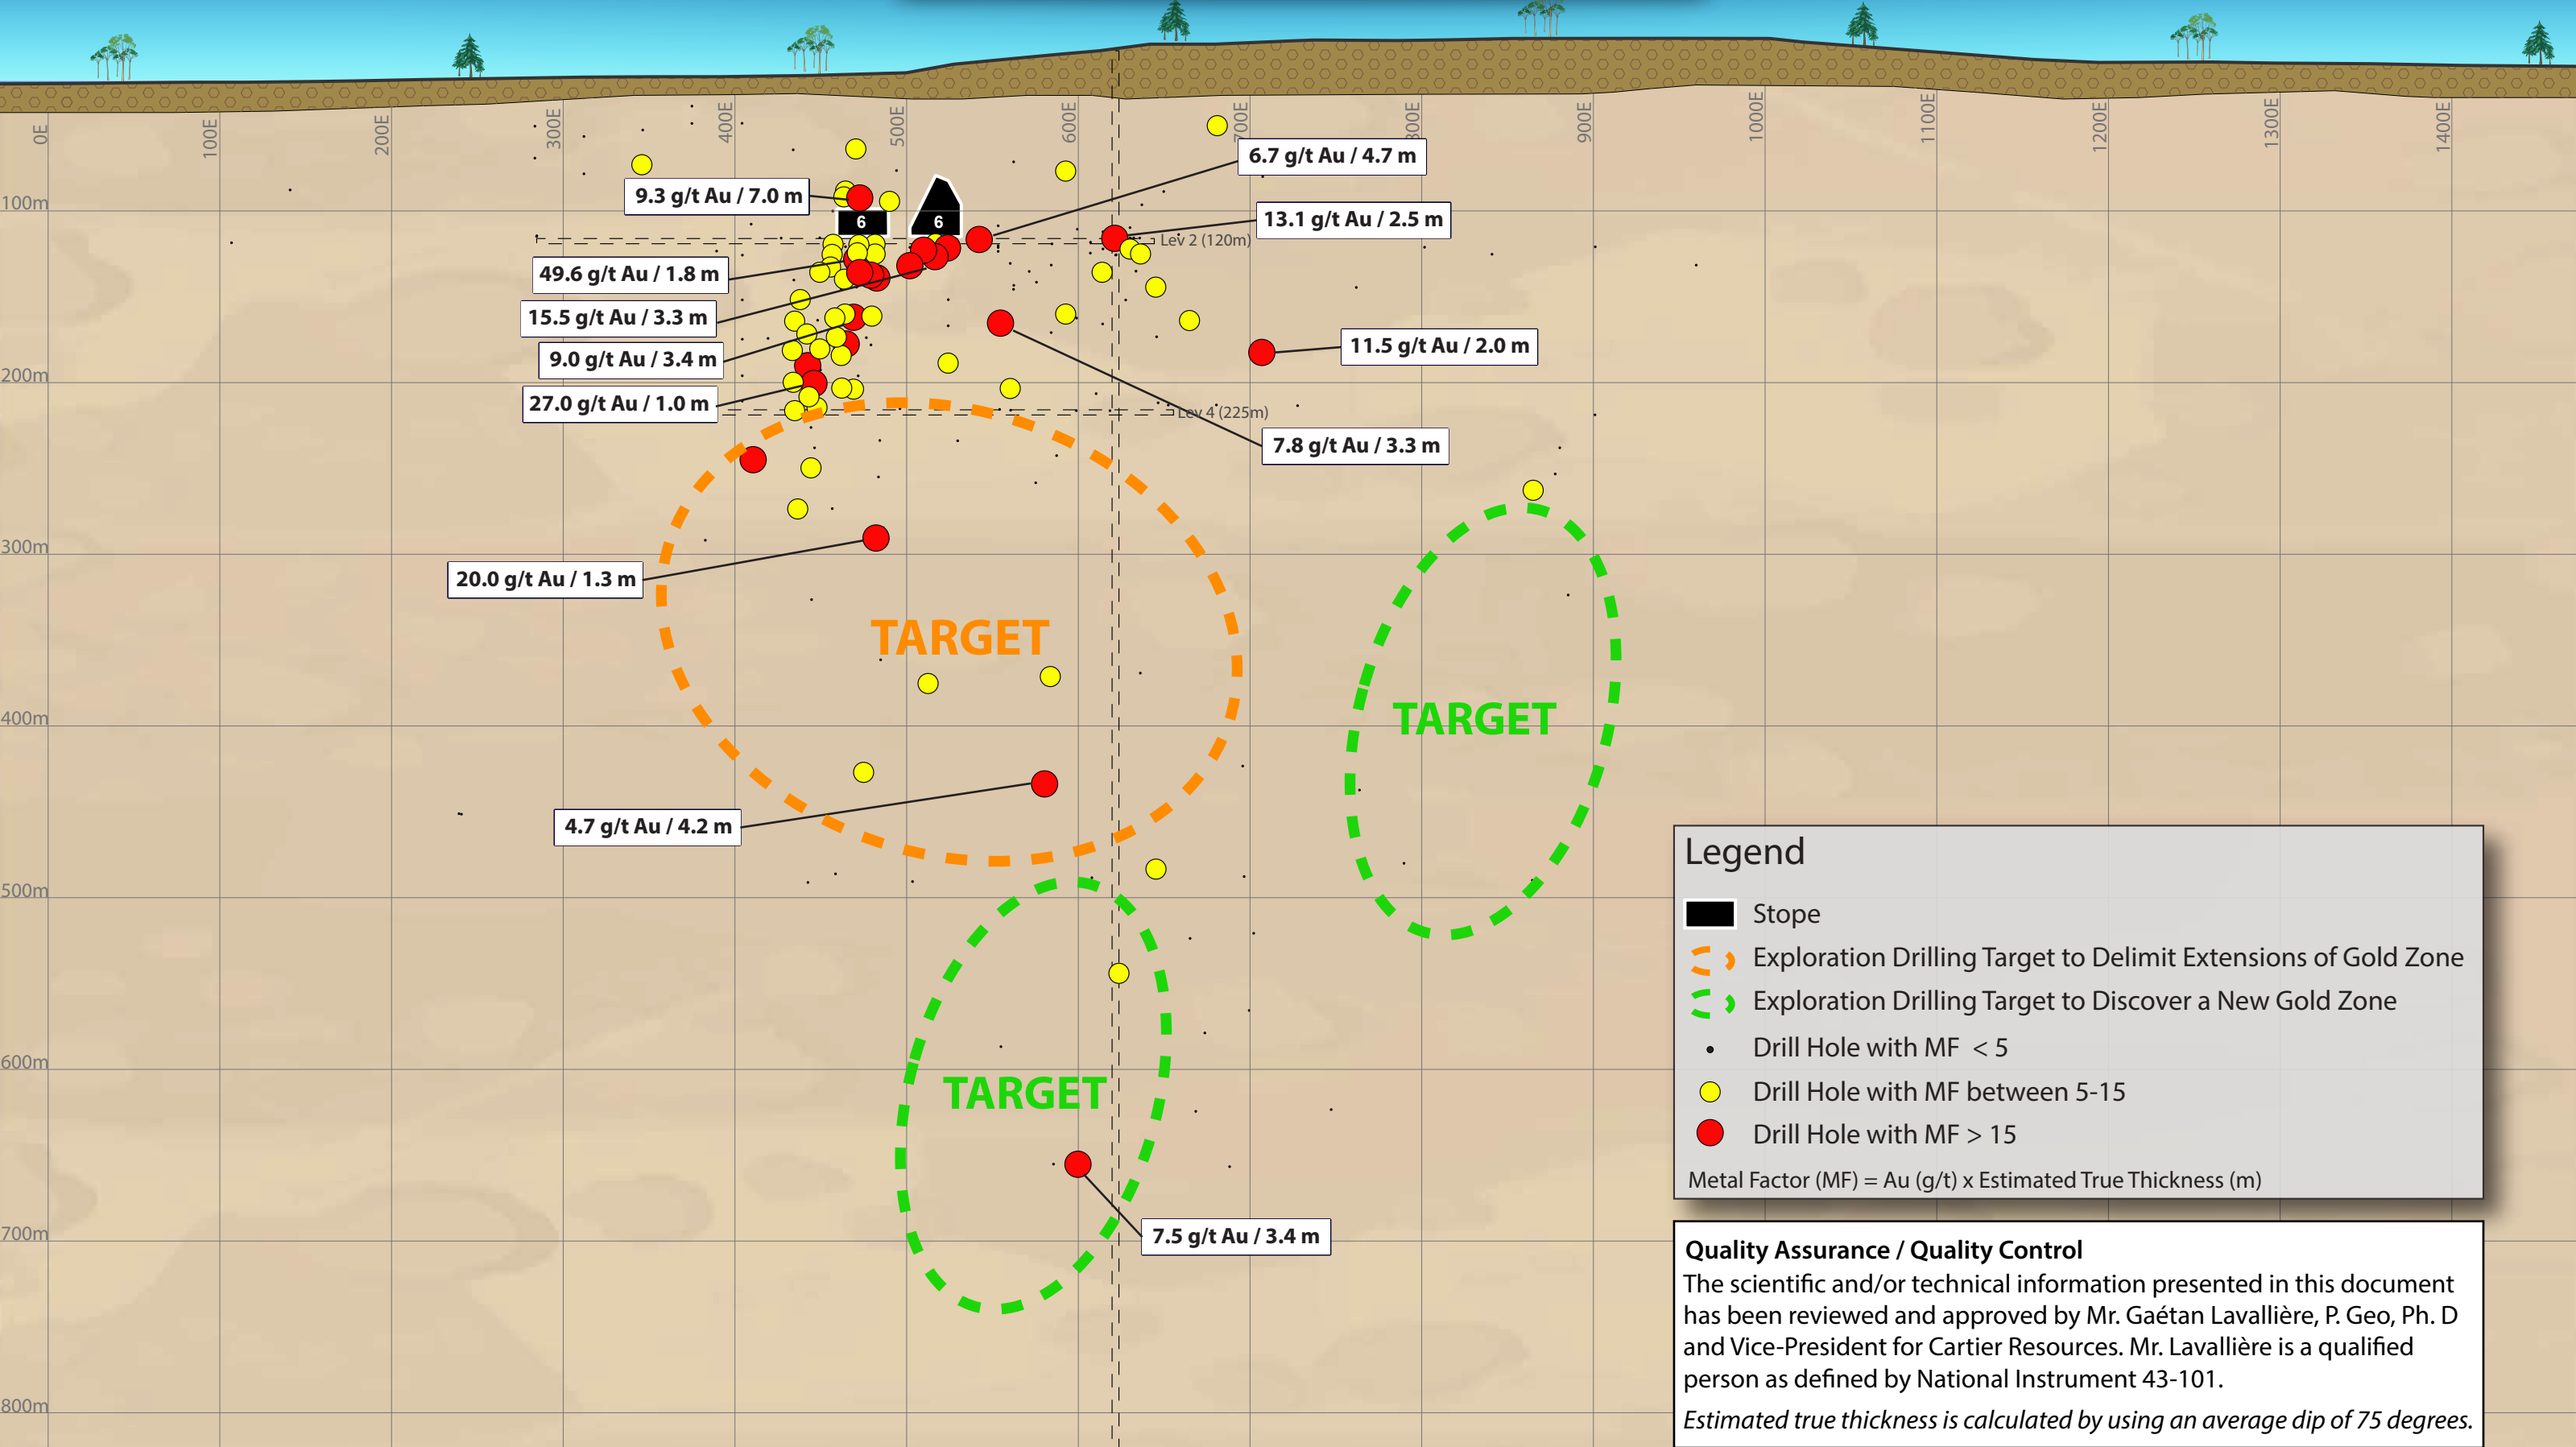 0E
100E
200E
300E
400E
500E
600E
700E
800E
900E
1000E
1100E
1200E
1300E
1400E
100m
200m
300m
400m
500m
600m
700m
800m
6.7 g/t Au / 4.7 m
9.3 g/t Au / 7.0 m
6
6
13.1 g/t Au / 2.5 m
Lev 2 (120m)
49.6 g/t Au / 1.8 m
15.5 g/t Au / 3.3 m
9.0 g/t Au / 3.4 m
11.5 g/t Au / 2.0 m
27.0 g/t Au / 1.0 m
Lev 4 (225m)
7.8 g/t Au / 3.3 m
20.0 g/t Au / 1.3 m
TARGET
TARGET
4.7 g/t Au / 4.2 m
TARGET
7.5 g/t Au / 3.4 m
Legend
Stope
Exploration Drilling Target to Delimit Extensions of Gold Zone
Exploration Drilling Target to Discover a New Gold Zone
Drill Hole with MF < 5
Drill Hole with MF between 5-15
Drill Hole with MF > 15
Metal Factor (MF) = Au (g/t) x Estimated True Thickness (m)
Quality Assurance / Quality Control
The scientific and/or technical information presented in this document
has been reviewed and approved by Mr. Gaétan Lavallière, P. Geo, Ph. D
and Vice-President for Cartier Resources. Mr. Lavallière is a qualified
person as defined by National Instrument 43-101.
Estimated true thickness is calculated by using an average dip of 75 degrees.